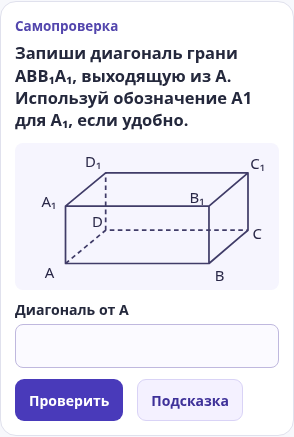 Самопроверка
Запиши диагональ грани
ABB₁A₁, выходящую из A.
Используй обозначение A1
для A₁, если удобно.
D₁
C₁
A₁
B₁
D
C
A
B
Диагональ от A
Проверить
Подсказка